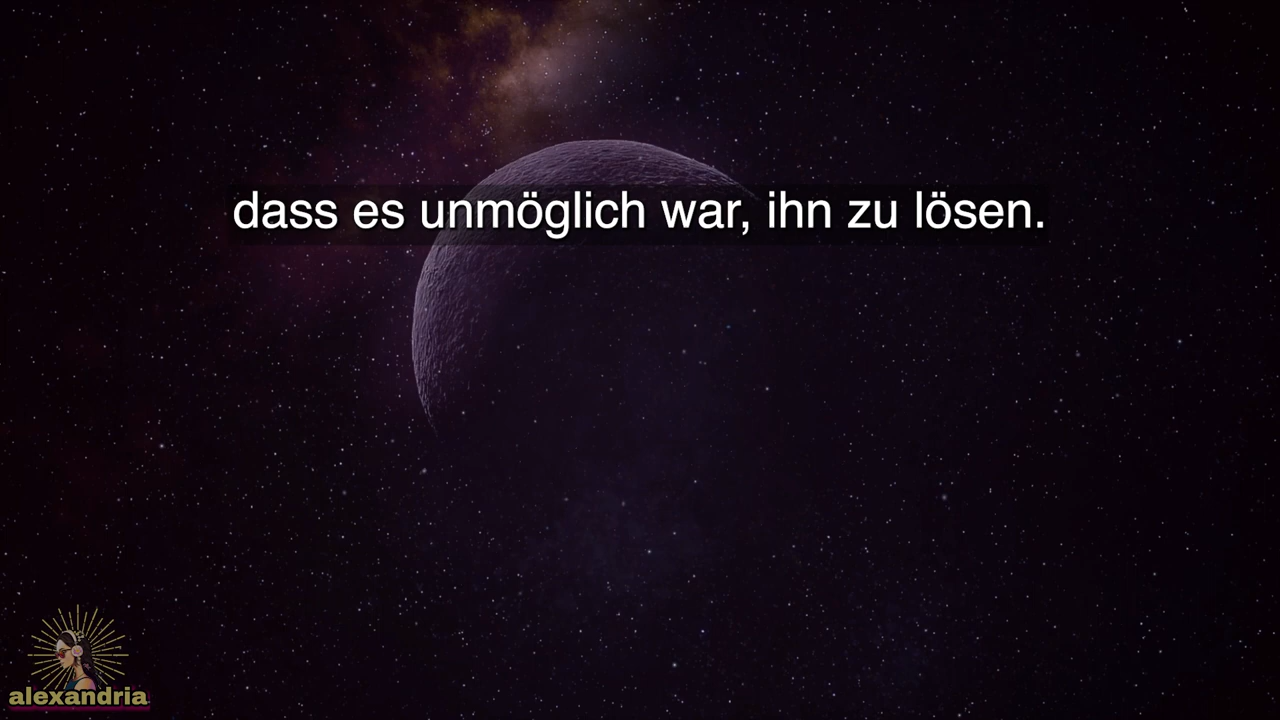 dass es unmöglich war, ihn zu lösen.
alexandria